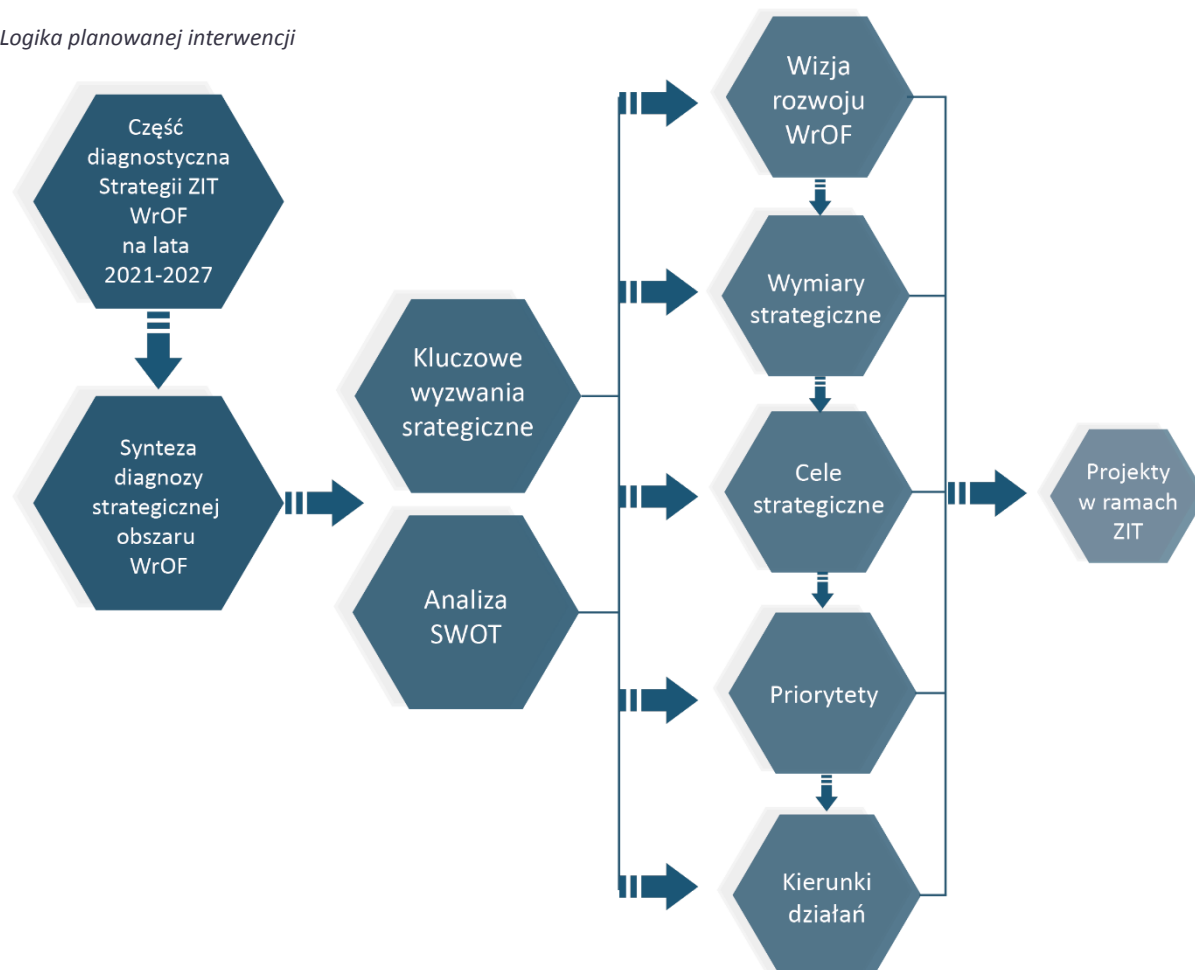 Logika planowanej interwencji
Część
diagnostyczna
Strategii ZIT
WrOF
na lata
2021-2027
Synteza
diagnozy
strategicznej
obszaru
WrOF
Kluczowe
wyzwania
srategiczne
Analiza
SWOT
Wizja
rozwoju
WrOF
Wymiary
strategiczne
Cele
strategiczne
Priorytety
Kierunki
działań
Projekty
w ramach
ZIT